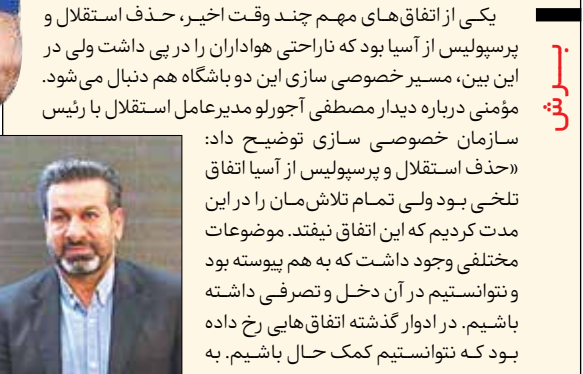 برش
یکی از اتفاق‌های مهم چند وقت اخیر، حذف استقلال و
پرسپولیس از آسیا بود که ناراحتی هواداران را در پی داشت ولی در
این بین، مسیر خصوصی سازی این دو باشگاه هم دنبال می‌شود.
مؤمنی درباره دیدار مصطفی آجورلو مدیرعامل استقلال با رئیس
سازمان خصوصی سازی توضیح داد:
«حذف استقلال و پرسپولیس از آسیا اتفاق
تلخی بود ولی تمام تلاش‌مان را در این
مدت کردیم که این اتفاق نیفتد. موضوعات
مختلفی وجود داشت که به هم پیوسته بود
و نتوانستیم در آن دخل و تصرفی داشته
باشیم. در ادوار گذشته اتفاق‌هایی رخ داده
بود که نتوانستیم کمک حال باشیم. به